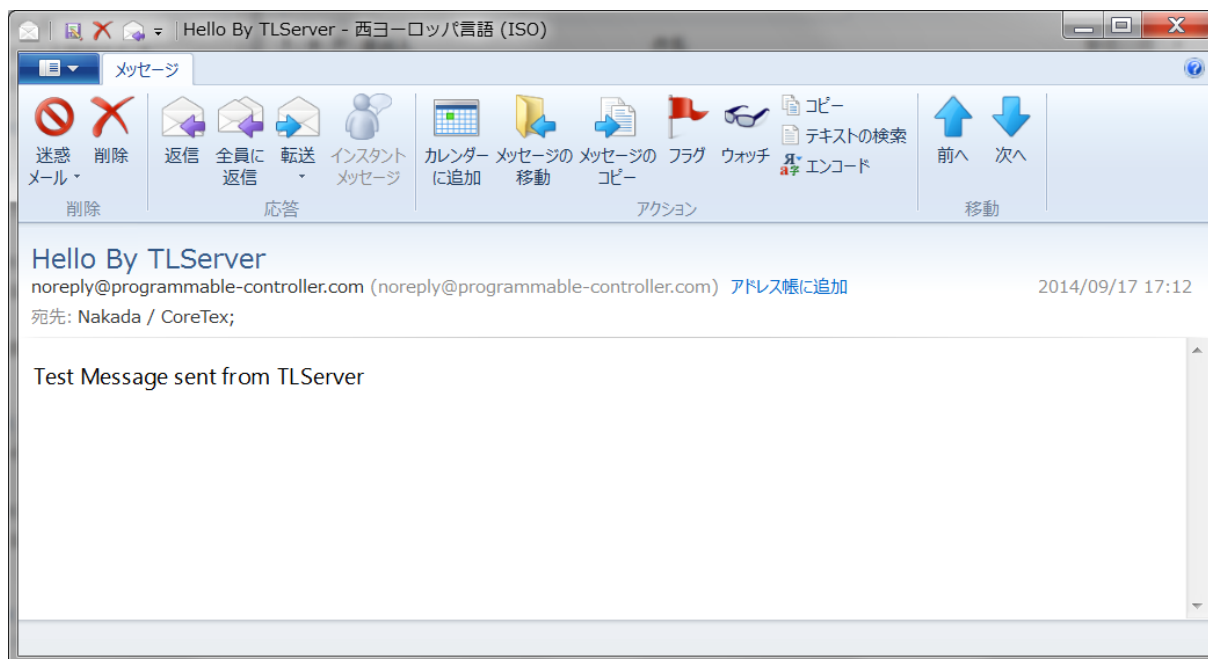 Hello By TLServer - 西ヨーロッパ言語 (ISO)
メッセージ
迷惑メール
削除
返信
全員に返信
転送
インスタントメッセージ
カレンダーに追加
メッセージの移動
メッセージのコピー
フラグ
ウォッチ
コピー
テキストの検索
エンコード
前へ
次へ
削除
応答
アクション
移動
Hello By TLServer
noreply@programmable-controller.com (noreply@programmable-controller.com) アドレス帳に追加 2014/09/17 17:12
宛先: Nakada / CoreTex;
Test Message sent from TLServer